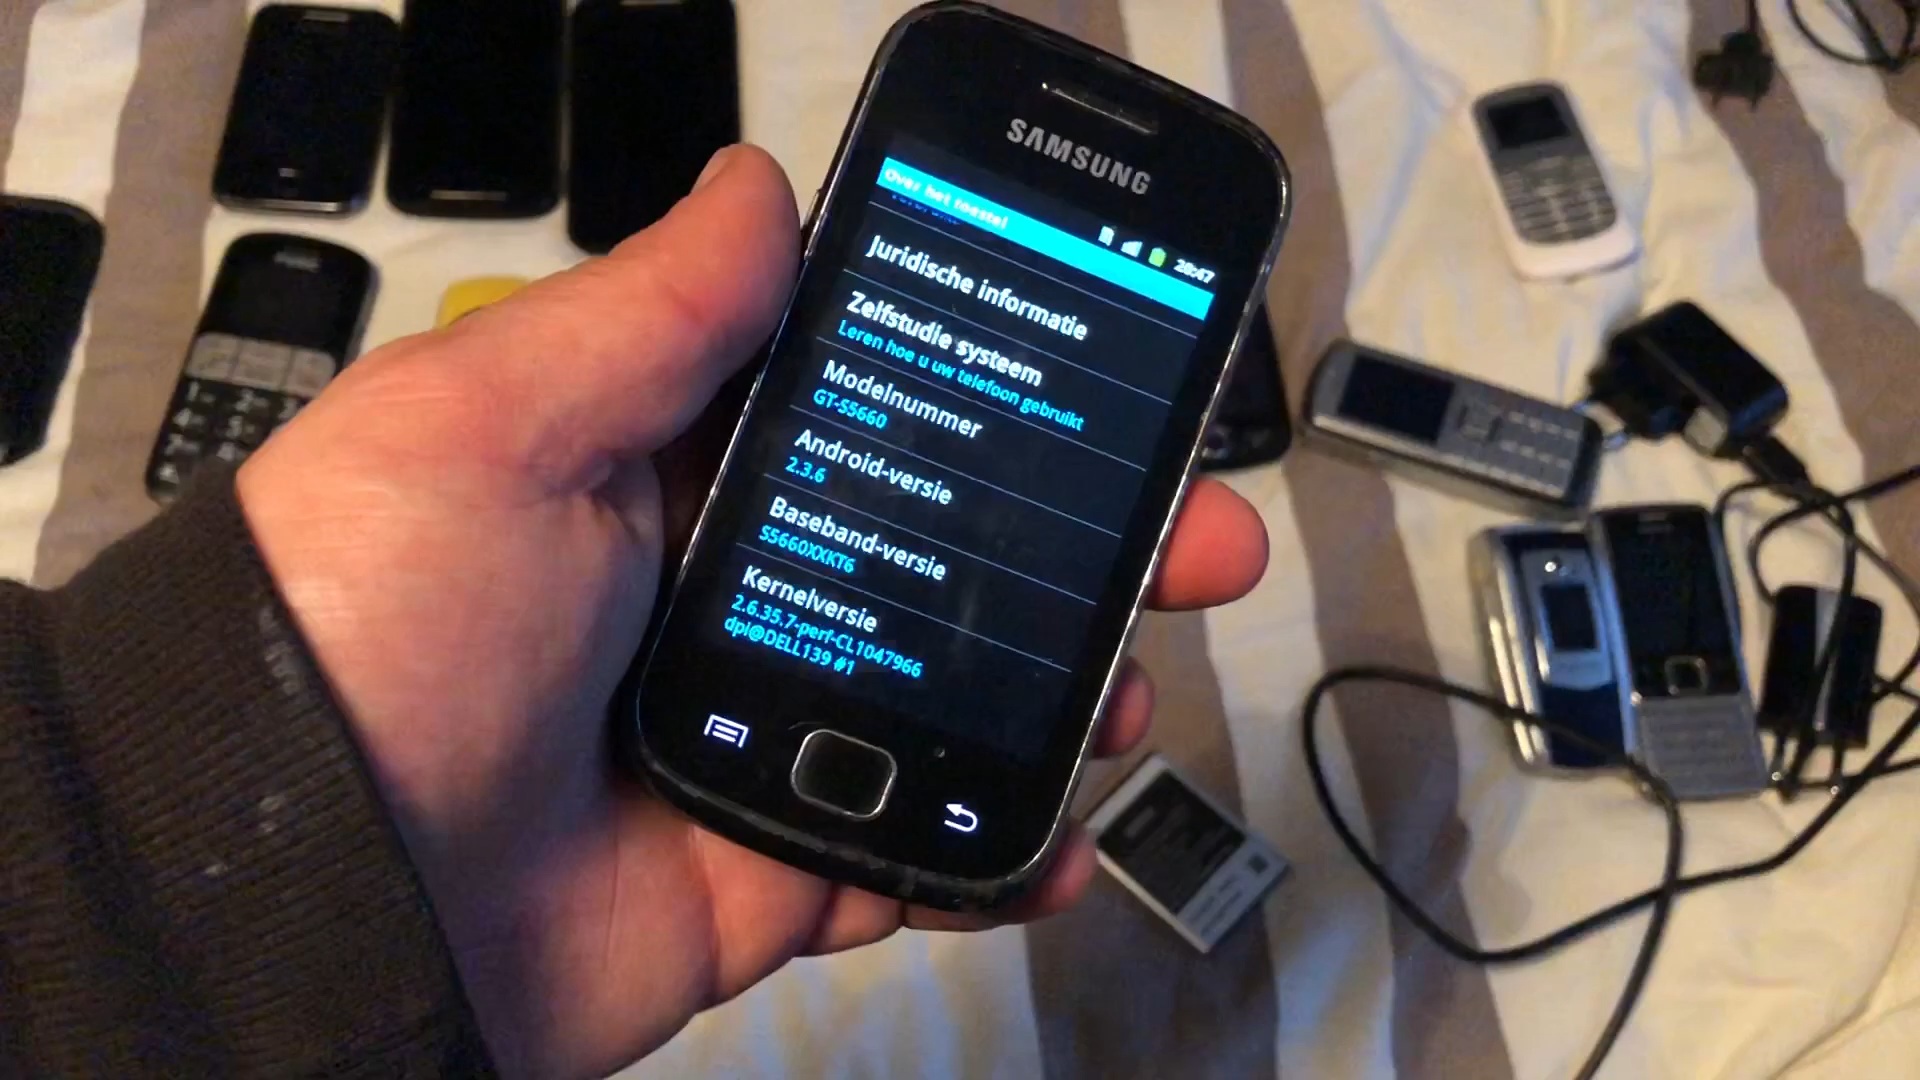 SAMSUNG
Over het toestel
20:47
Juridische informatie
Zelfstudie systeem
Leren hoe u uw telefoon gebruikt
Modelnummer
GT-S5660
Android-versie
2.3.6
Baseband-versie
S5660XXKT6
Kernelversie
2.6.35.7-perf-CL1047966
dpi@DELL139 #1